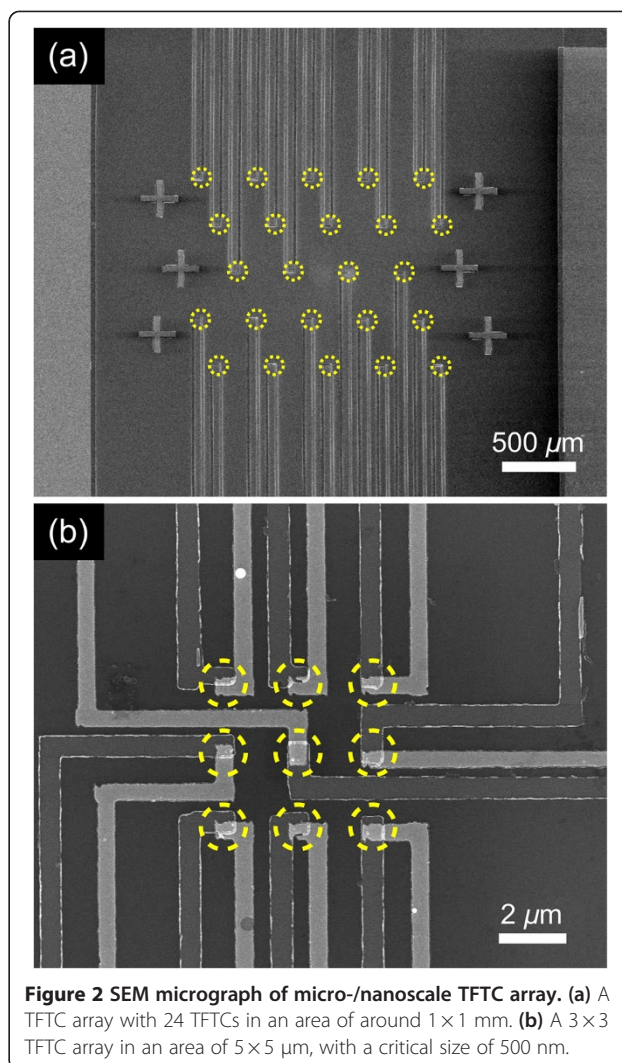 (a)
500 µm
(b)
2 µm
Figure 2 SEM micrograph of micro-/nanoscale TFTC array. (a) A
TFTC array with 24 TFTCs in an area of around 1 × 1 mm. (b) A 3 × 3
TFTC array in an area of 5 × 5 µm, with a critical size of 500 nm.